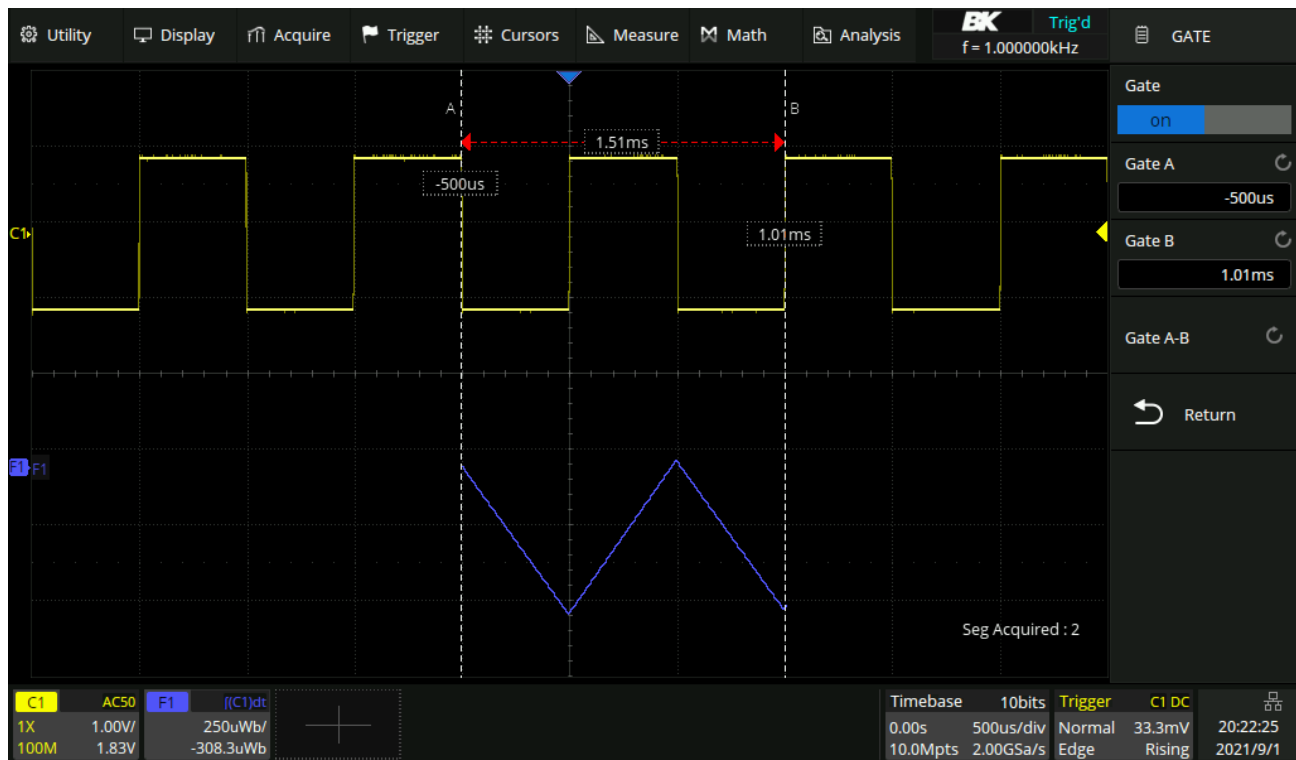 Utility Display Acquire Trigger Cursors Measure Math Analysis
BK Trig'd
f = 1.000000kHz
GATE
Gate
on
Gate A
-500us
Gate B
1.01ms
Gate A-B
Return
A
B
1.51ms
-500us
1.01ms
C1
F1 F1
Seg Acquired : 2
C1 AC50
1X 1.00V/
100M 1.83V
F1 ∫(C1)dt
250uWb/
-308.3uWb
Timebase 10bits
0.00s 500us/div
10.0Mpts 2.00GSa/s
Trigger C1 DC
Normal 33.3mV
Edge Rising
20:22:25
2021/9/1